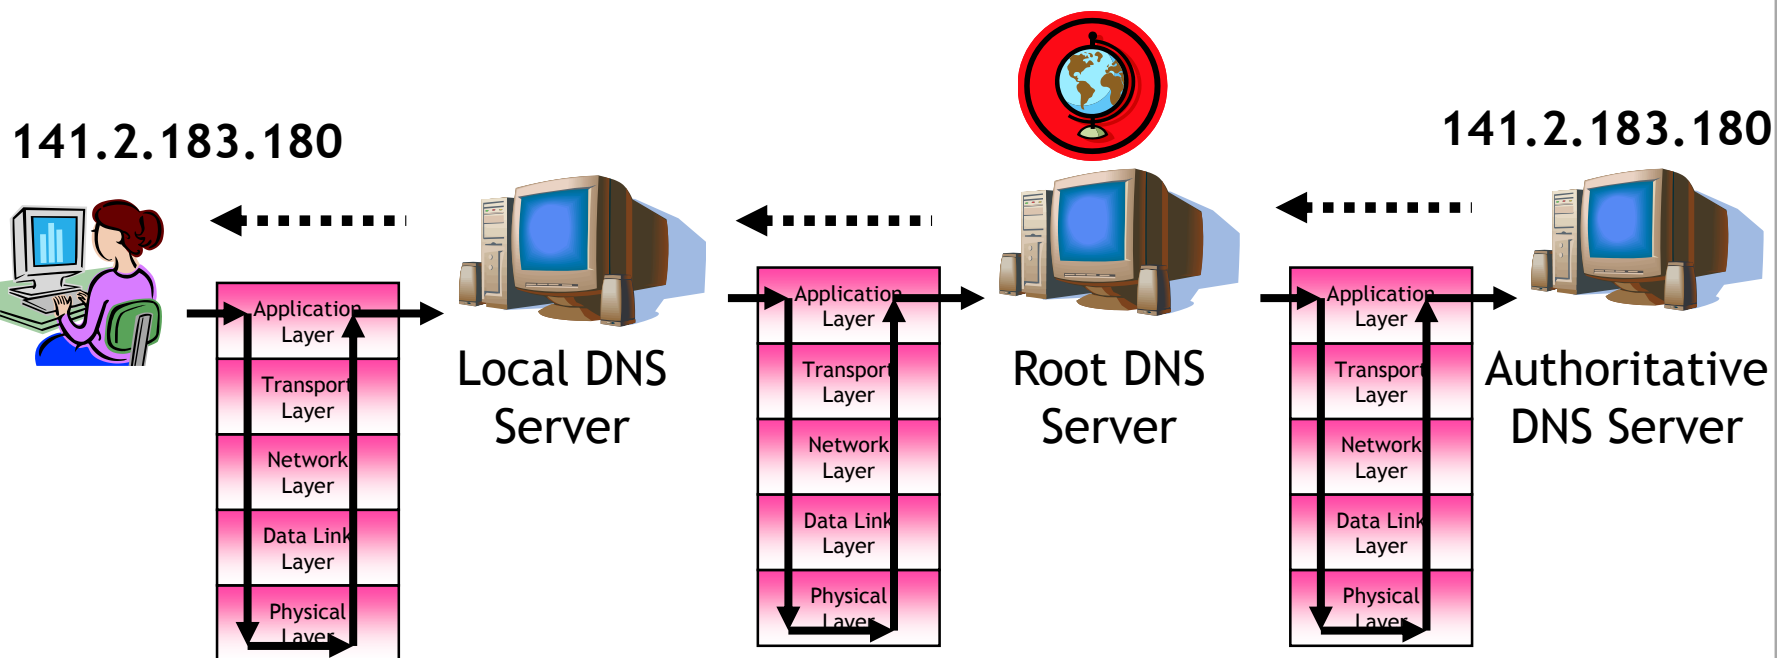 141.2.183.180
141.2.183.180
Application
Layer
Transport
Layer
Network
Layer
Data Link
Layer
Physical
Layer
Local DNS
Server
Application
Layer
Transport
Layer
Network
Layer
Data Link
Layer
Physical
Layer
Root DNS
Server
Application
Layer
Transport
Layer
Network
Layer
Data Link
Layer
Physical
Layer
Authoritative
DNS Server